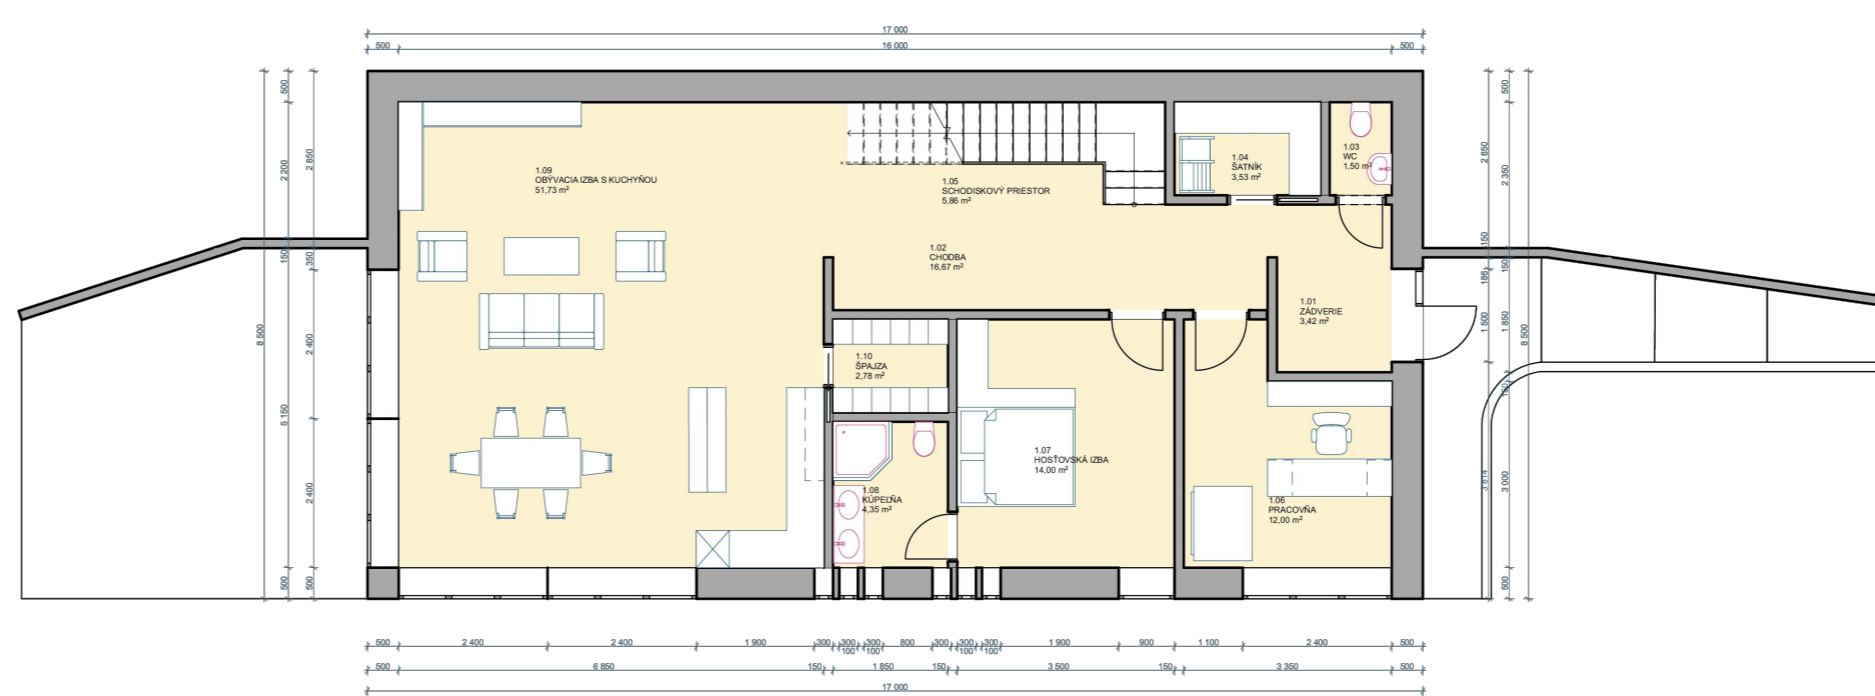 17 000
500 16 000 500
1.09
OBÝVACIA IZBA S KUCHYŇOU
51,73 m²
1.05
SCHODISKOVÝ PRIESTOR
5,86 m²
1.04
ŠATNÍK
3,53 m²
1.03
WC
1,50 m²
1.02
CHODBA
16,67 m²
1.01
ZÁDVERIE
3,42 m²
1.10
ŠPAJZA
2,78 m²
1.07
HOSŤOVSKÁ IZBA
14,00 m²
1.08
KÚPEĽŇA
4,35 m²
1.06
PRACOVŇA
12,00 m²
8 500
500 2 200 150 5 150 500
2 850 350 2 400 2 400 500
2 850 186 1 500 3 814
500 2 350 150 150 1 850 150 3 000 500
8 500
500 2 400 2 400 1 900 300 300 300 800 300 300 300 1 900 900 1 100 2 400 500
100 100 100 100
500 6 850 150 1 850 150 3 500 150 3 350 500
17 000